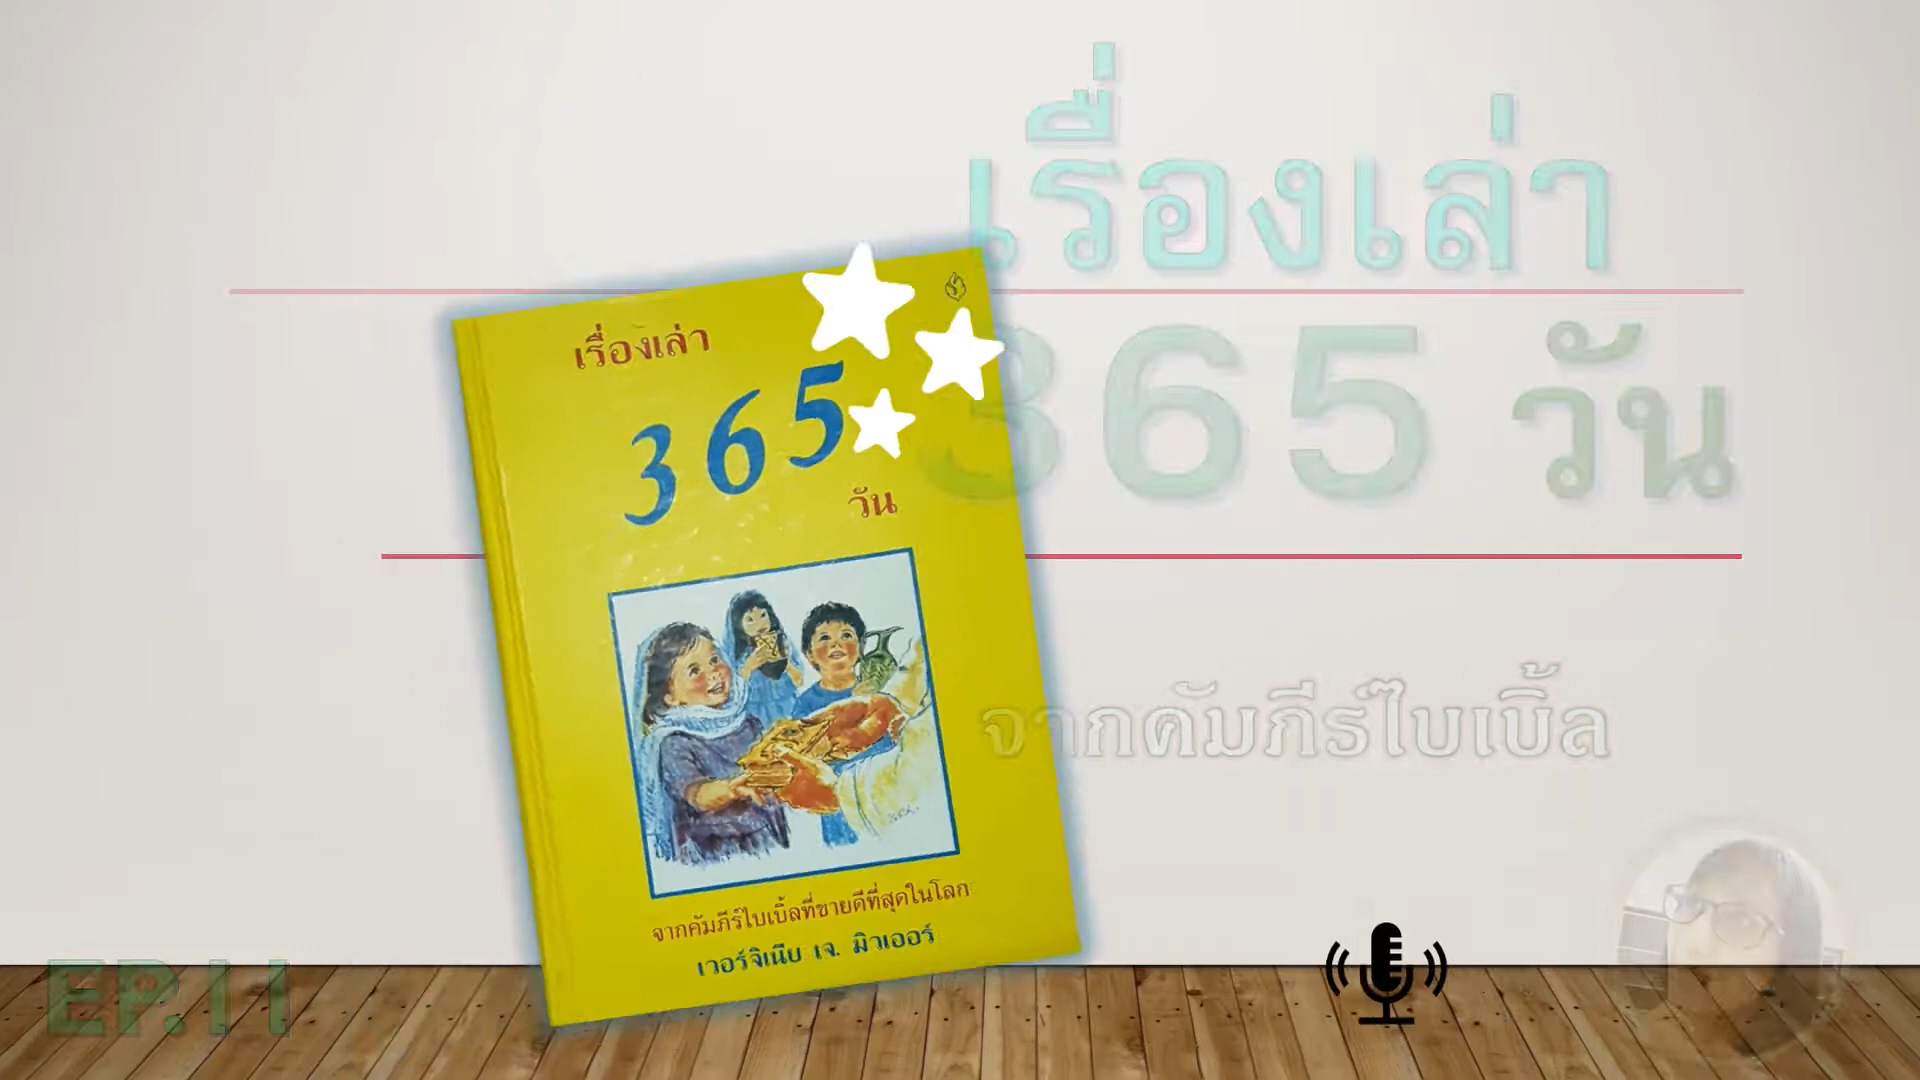 เรื่องเล่า
365 วัน
จากคัมภีร์ไบเบิ้ล
เรื่องเล่า
365
วัน
จากคัมภีร์ไบเบิ้ลที่ขายดีที่สุดในโลก
เวอร์จิเนีย เจ. มิวเออร์
EP.11